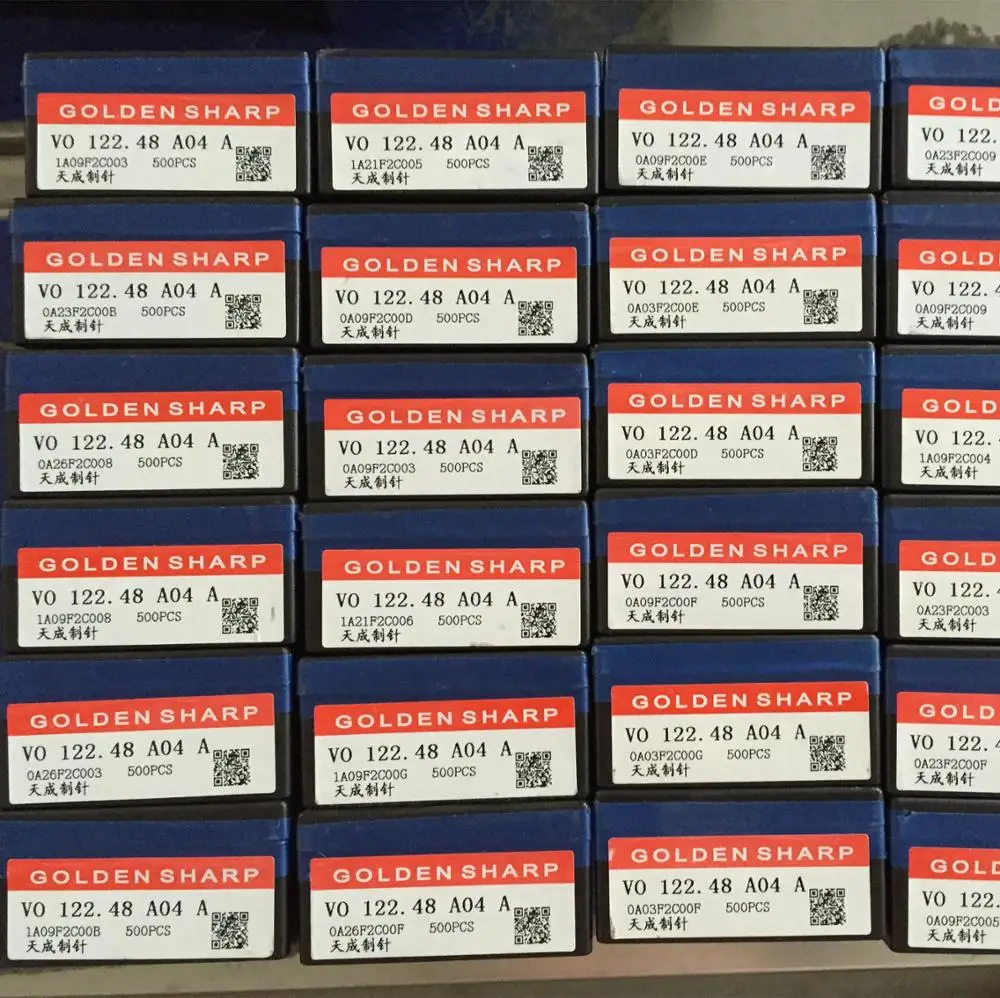 GOLDEN SHARP
VO 122.48 A04 A
1A09F2C003 500PCS
天成制针
GOLDEN SHARP
VO 122.48 A04 A
1A21F2C005 500PCS
天成制针
GOLDEN SHARP
VO 122.48 A04 A
0A09F2C00E 500PCS
天成制针
GOLD
VO 122.
0A23F2C009
天成制针
GOLDEN SHARP
VO 122.48 A04 A
0A23F2C00B 500PCS
天成制针
GOLDEN SHARP
VO 122.48 A04 A
0A09F2C00D 500PCS
天成制针
GOLDEN SHARP
VO 122.48 A04 A
0A03F2C00E 500PCS
天成制针
GOLD
VO 122.4
0A09F2C009
天成制针
GOLDEN SHARP
VO 122.48 A04 A
0A26F2C008 500PCS
天成制针
GOLDEN SHARP
VO 122.48 A04 A
0A09F2C003 500PCS
天成制针
GOLDEN SHARP
VO 122.48 A04 A
0A03F2C00D 500PCS
天成制针
GOLD
VO 122.
1A09F2C004
天成制针
GOLDEN SHARP
VO 122.48 A04 A
1A09F2C008 500PCS
天成制针
GOLDEN SHARP
VO 122.48 A04 A
1A21F2C006 500PCS
天成制针
GOLDEN SHARP
VO 122.48 A04 A
0A09F2C00F 500PCS
天成制针
GOLD
VO 122.4
0A23F2C003
天成制针
GOLDEN SHARP
VO 122.48 A04 A
0A26F2C003 500PCS
天成制针
GOLDEN SHARP
VO 122.48 A04 A
1A09F2C00G 500PCS
天成制针
GOLDEN SHARP
VO 122.48 A04 A
0A03F2C00G 500PCS
天成制针
GOLD
VO 122.4
0A23F2C00F
天成制针
GOLDEN SHARP
VO 122.48 A04 A
1A09F2C00B 500PCS
天成制针
GOLDEN SHARP
VO 122.48 A04 A
0A26F2C00F 500PCS
天成制针
GOLDEN SHARP
VO 122.48 A04 A
0A03F2C00F 500PCS
天成制针
GOLD
VO 122.
0A09F2C005
天成制针